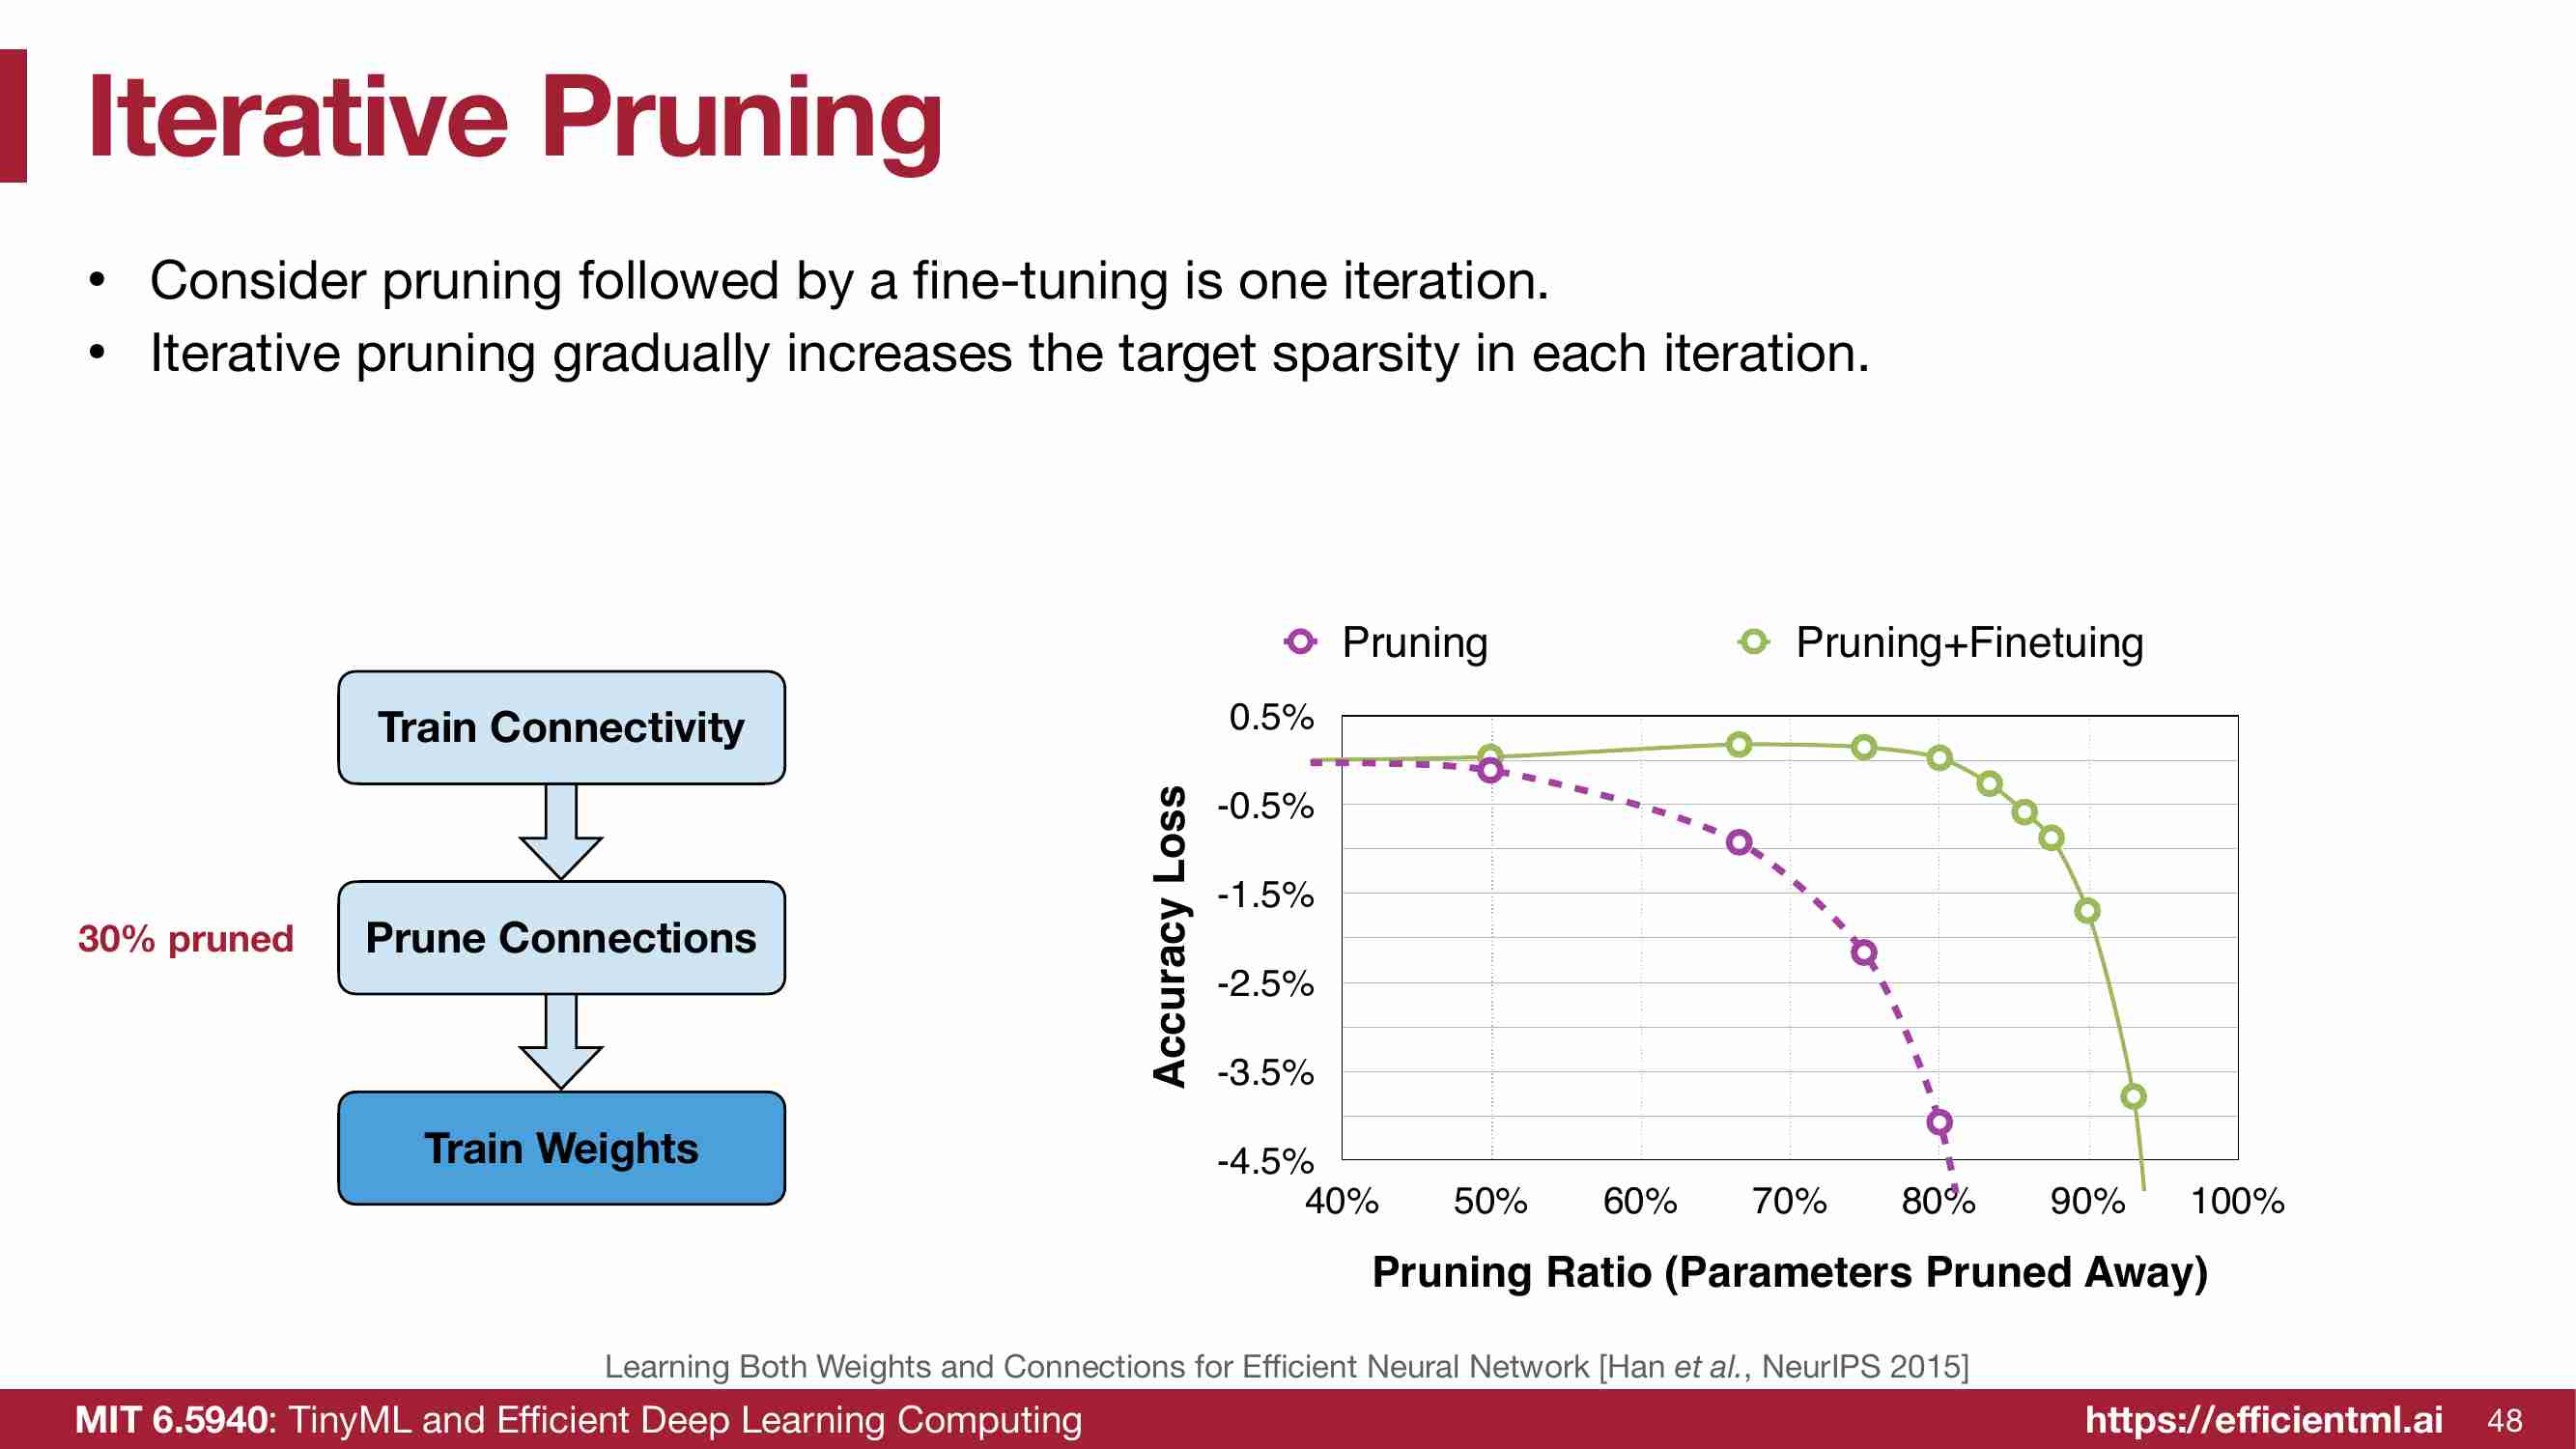 Iterative Pruning
• Consider pruning followed by a fine-tuning is one iteration.
• Iterative pruning gradually increases the target sparsity in each iteration.
Train Connectivity
30% pruned
Prune Connections
Train Weights
Pruning
Pruning+Finetuing
Accuracy Loss
0.5%
-0.5%
-1.5%
-2.5%
-3.5%
-4.5%
40% 50% 60% 70% 80% 90% 100%
Pruning Ratio (Parameters Pruned Away)
Learning Both Weights and Connections for Efficient Neural Network [Han et al., NeurIPS 2015]
MIT 6.5940: TinyML and Efficient Deep Learning Computing
https://efficientml.ai 48